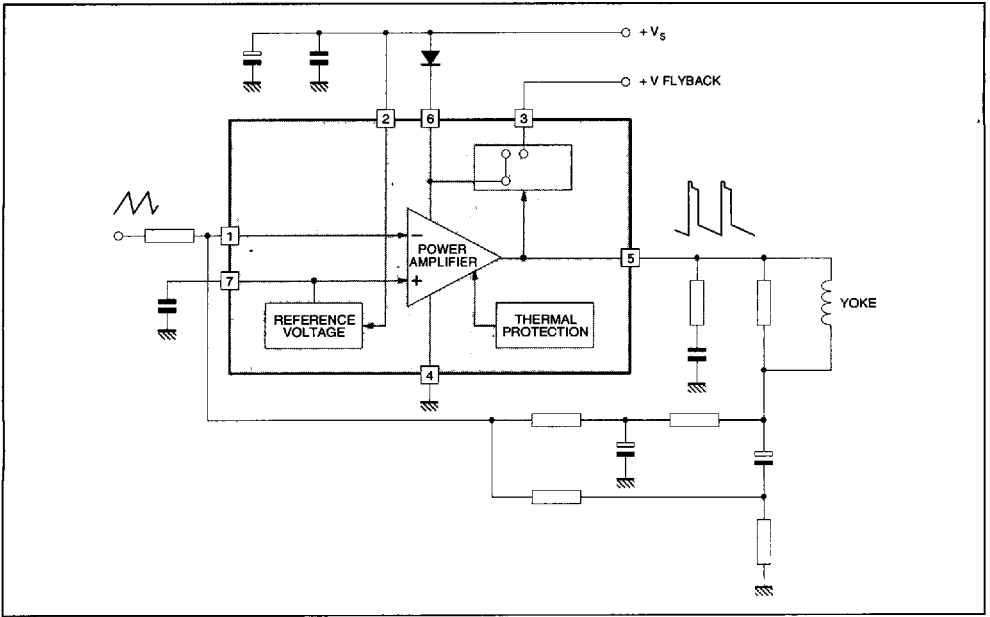 + VS
+ V FLYBACK
2
6
3
1
7
5
4
−
+
POWER
AMPLIFIER
REFERENCE
VOLTAGE
THERMAL
PROTECTION
YOKE